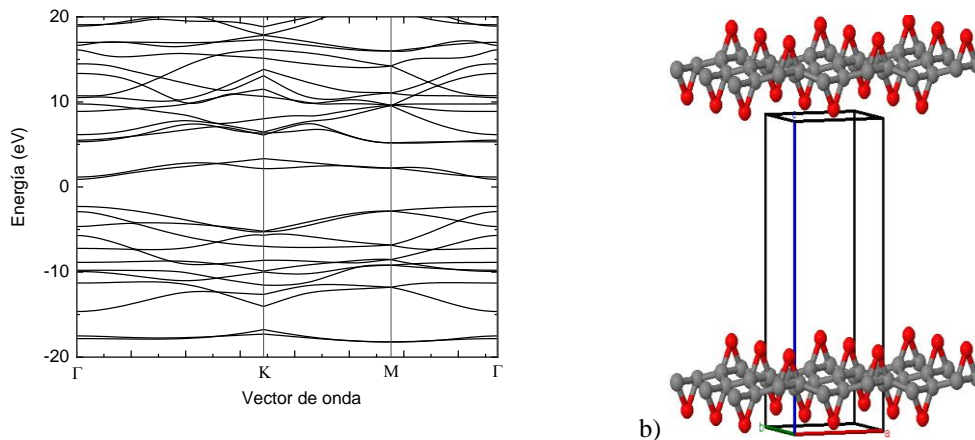 20
10
0
-10
-20
Energía (eV)
Γ K M Γ
Vector de onda
b)
c
b
a